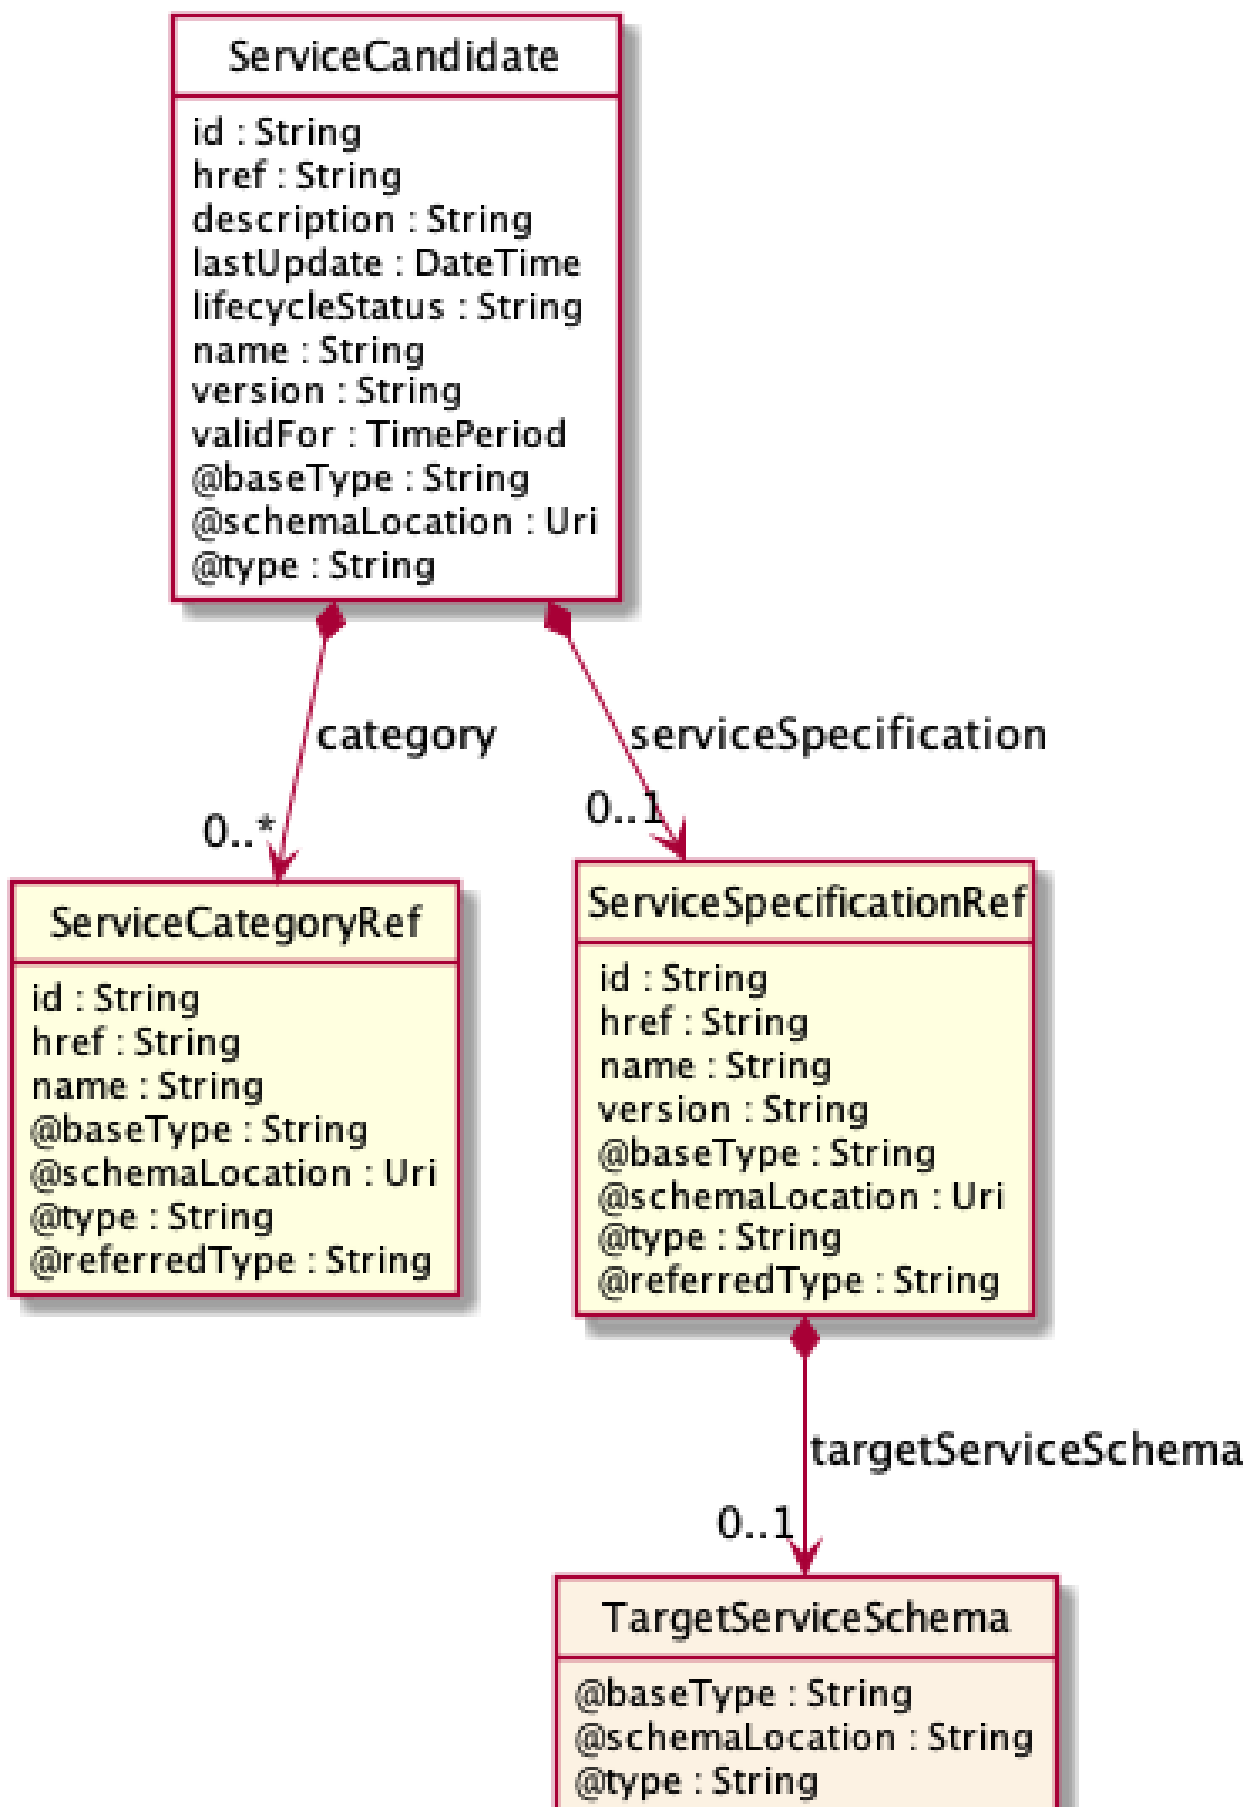 ServiceCandidate
id : String
href : String
description : String
lastUpdate : DateTime
lifecycleStatus : String
name : String
version : String
validFor : TimePeriod
@baseType : String
@schemaLocation : Uri
@type : String
category
serviceSpecification
0..*
0..1
ServiceCategoryRef
id : String
href : String
name : String
@baseType : String
@schemaLocation : Uri
@type : String
@referredType : String
ServiceSpecificationRef
id : String
href : String
name : String
version : String
@baseType : String
@schemaLocation : Uri
@type : String
@referredType : String
targetServiceSchema
0..1
TargetServiceSchema
@baseType : String
@schemaLocation : String
@type : String